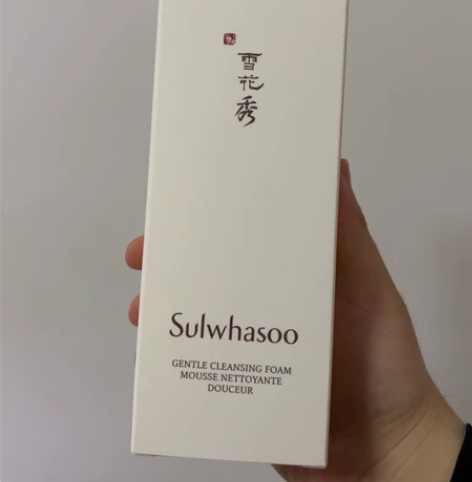 雪
花
秀
Sulwhasoo
GENTLE CLEANSING FOAM
MOUSSE NETTOYANTE
DOUCEUR